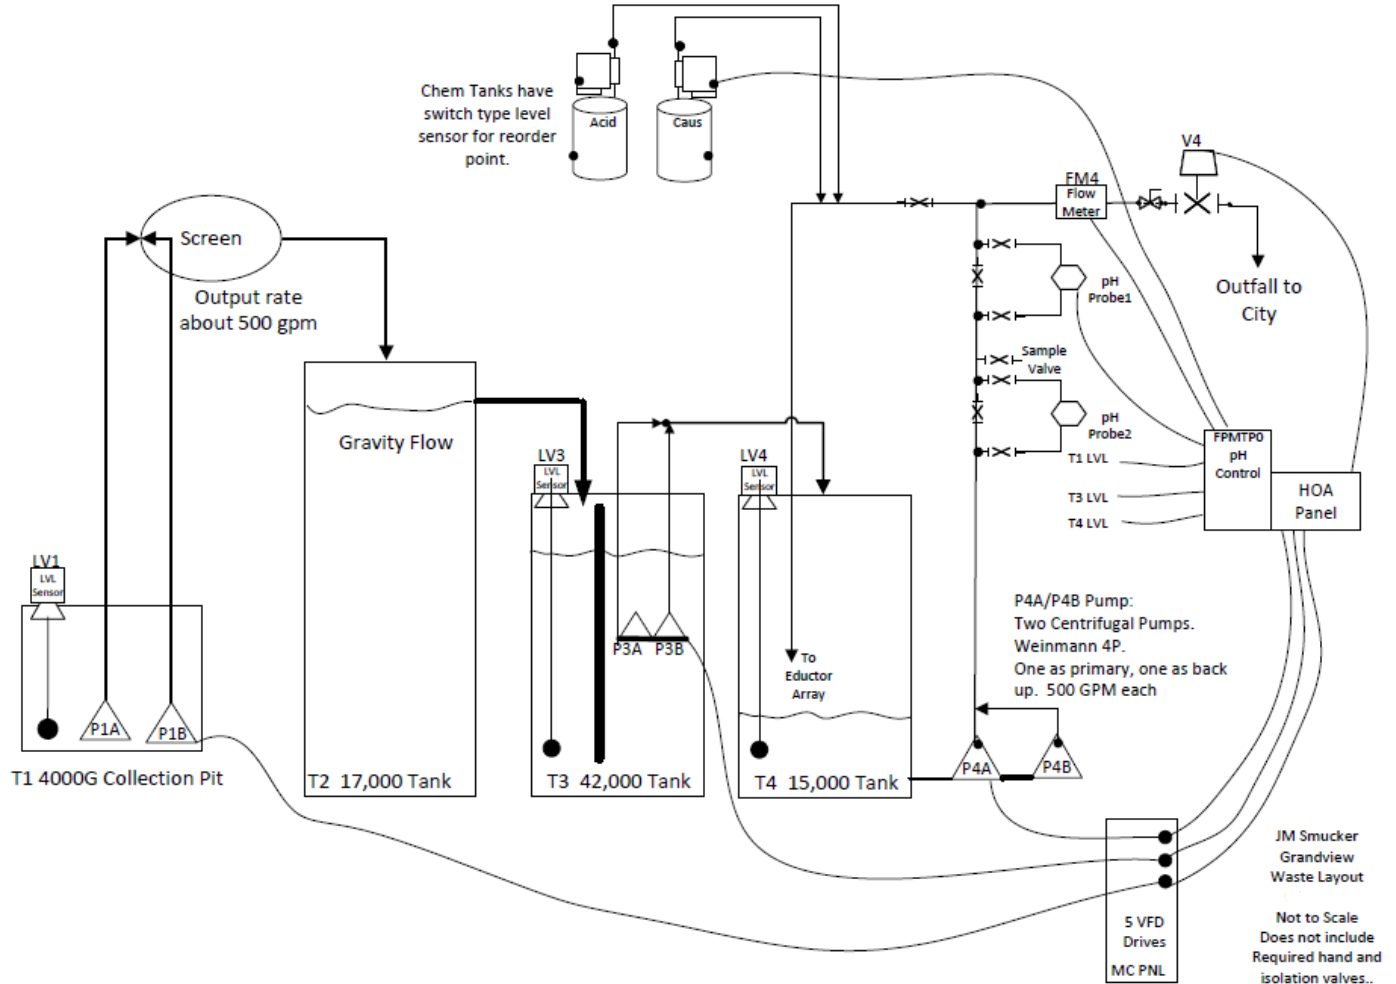 Chem Tanks have
switch type level
sensor for reorder
point.
Acid
Caus
V4
FM4
Flow
Meter
Screen
Output rate
about 500 gpm
pH
Probe1
Outfall to
City
Sample
Valve
Gravity Flow
pH
Probe2
FPMTP0
pH
Control
T1 LVL
T3 LVL
T4 LVL
HOA
Panel
LV3
LVL
Sensor
LV4
LVL
Sensor
LV1
LVL
Sensor
P3A
P3B
To
Eductor
Array
P4A/P4B Pump:
Two Centrifugal Pumps.
Weinmann 4P.
One as primary, one as back
up.  500 GPM each
P1A
P1B
P4A
P4B
T1 4000G Collection Pit
T2  17,000 Tank
T3  42,000 Tank
T4  15,000 Tank
5 VFD
Drives
MC PNL
JM Smucker
Grandview
Waste Layout
Not to Scale
Does not include
Required hand and
isolation valves..